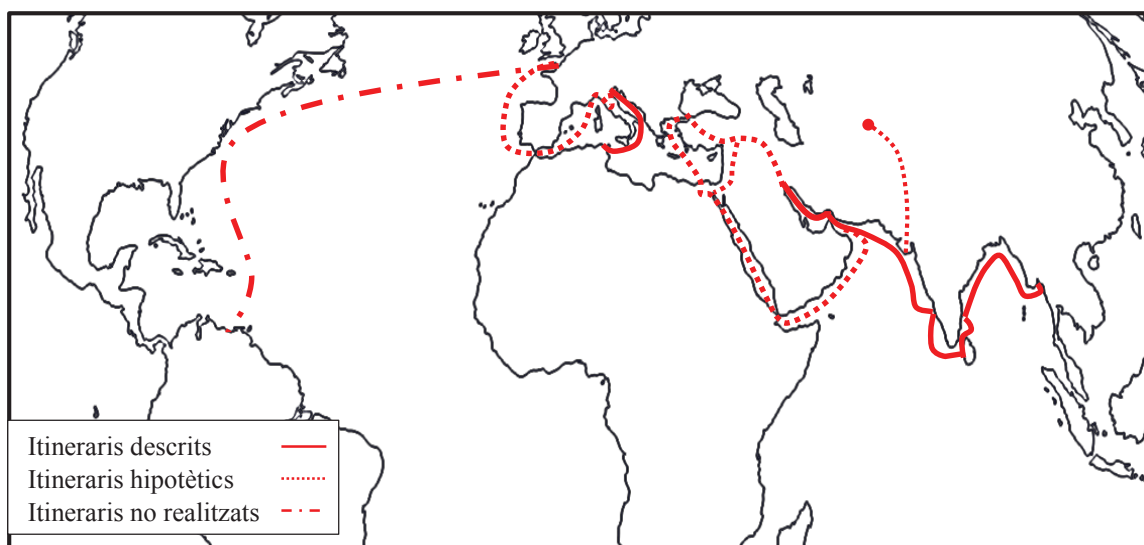 Itineraris descrits
Itineraris hipotètics
Itineraris no realitzats